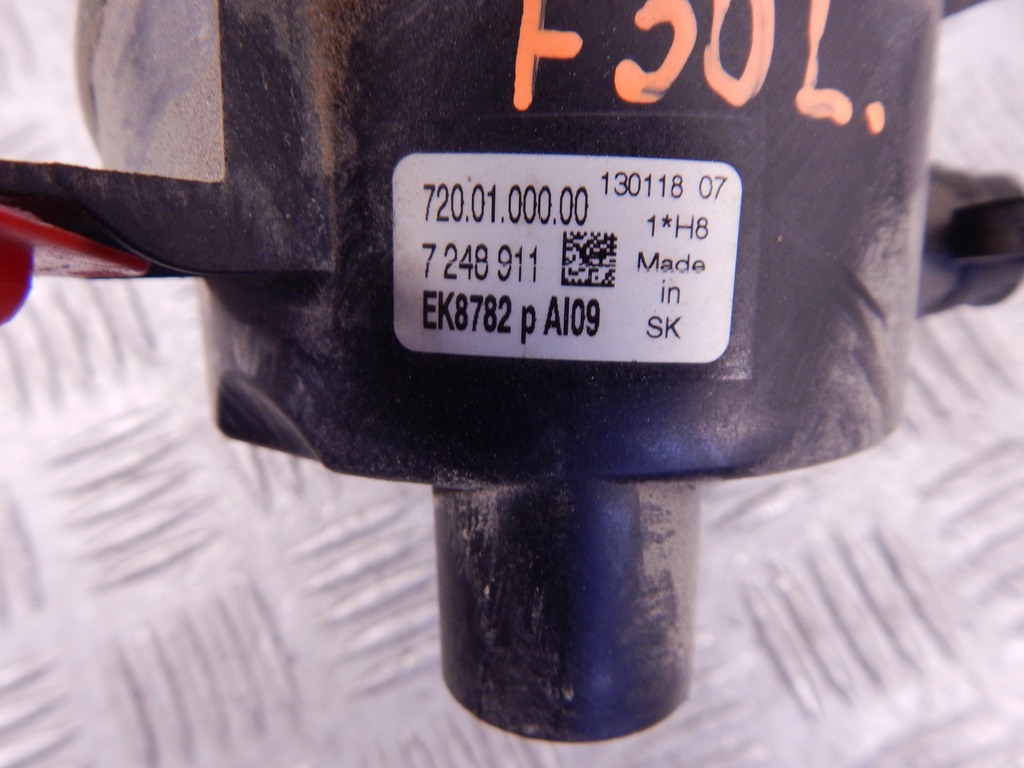 F30L.
720.01.000.00
130118 07
1*H8
7 248 911
Made
in
SK
EK8782 p AI09